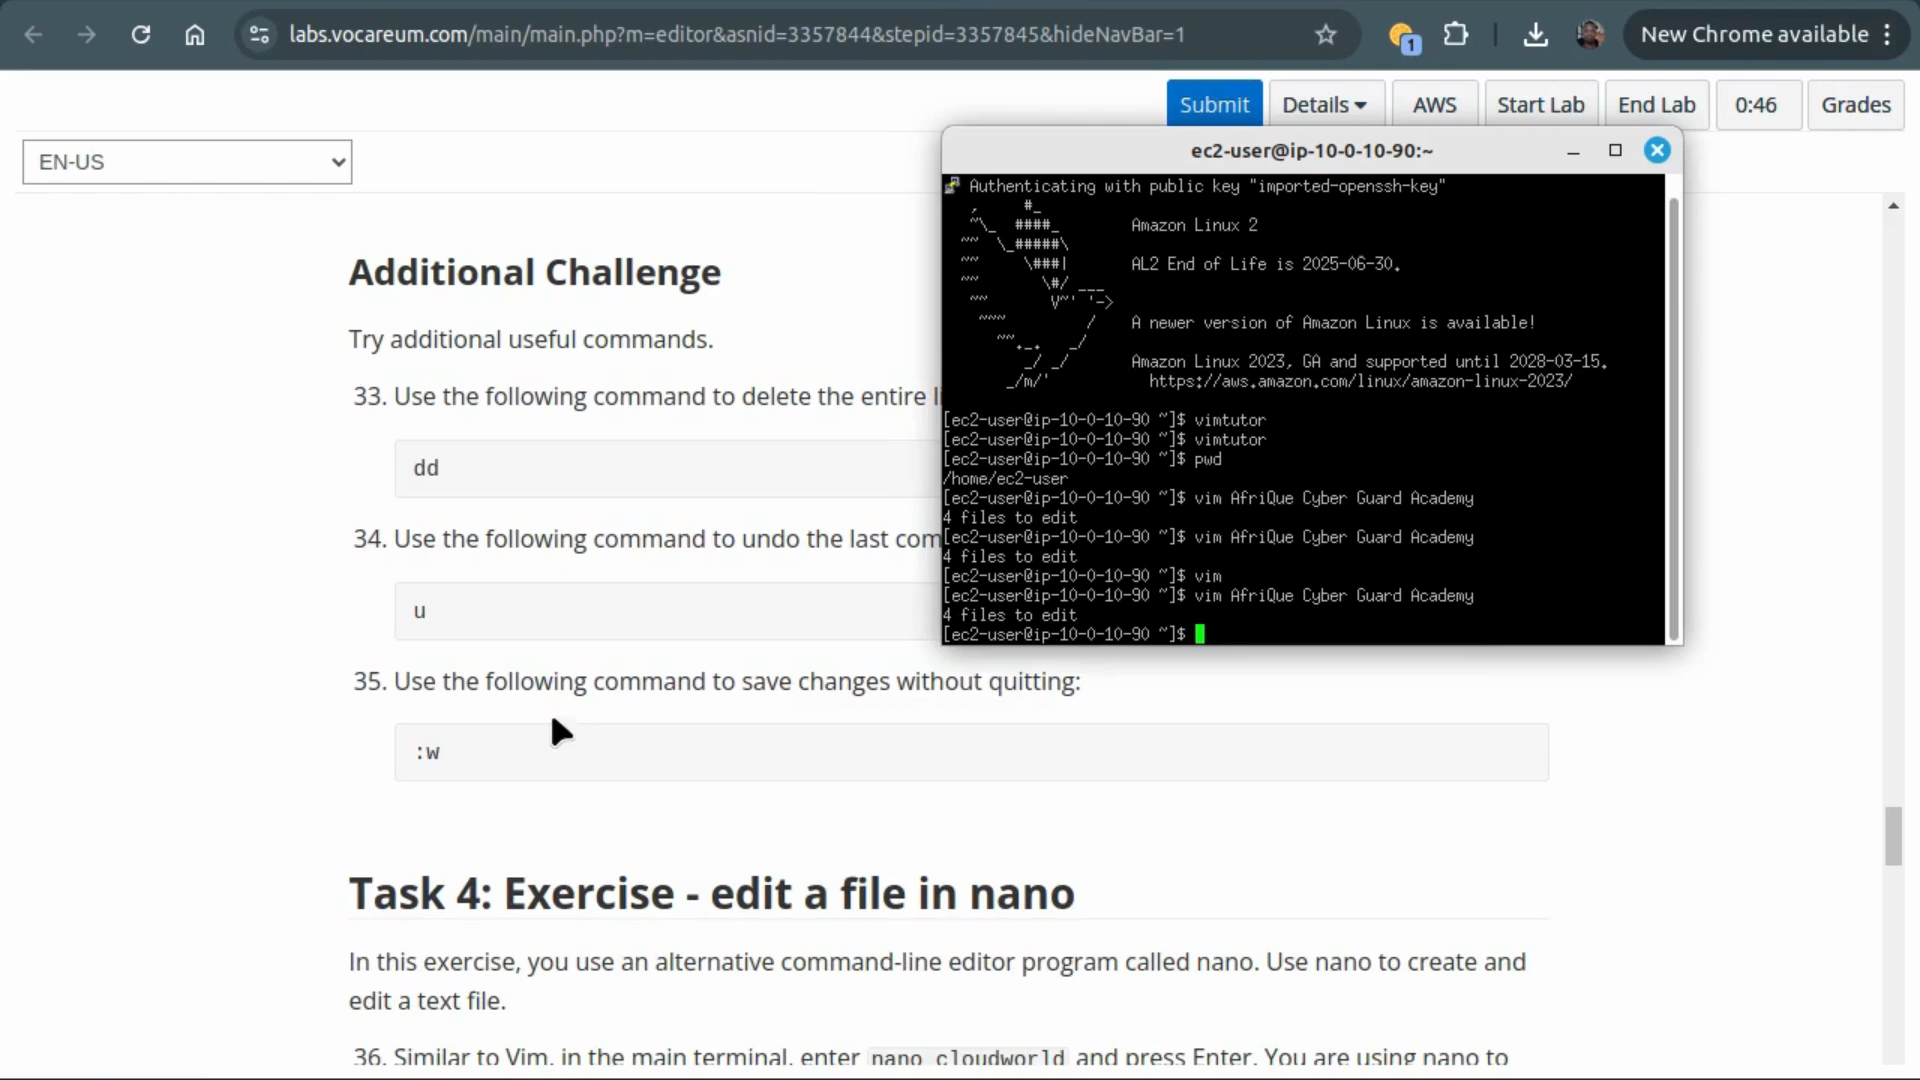 labs.vocareum.com/main/main.php?m=editor&asnid=3357844&stepid=3357845&hideNavBar=1
1
New Chrome available
Submit
Details
AWS
Start Lab
End Lab
0:46
Grades
EN-US
Additional Challenge
Try additional useful commands.
33. Use the following command to delete the entire li
dd
34. Use the following command to undo the last com
u
35. Use the following command to save changes without quitting:
:w
Task 4: Exercise - edit a file in nano
In this exercise, you use an alternative command-line editor program called nano. Use nano to create and
edit a text file.
36. Similar to Vim, in the main terminal, enter nano cloudworld and press Enter. You are using nano to
ec2-user@ip-10-0-10-90:~
Authenticating with public key "imported-openssh-key"
Amazon Linux 2
AL2 End of Life is 2025-06-30.
A newer version of Amazon Linux is available!
Amazon Linux 2023, GA and supported until 2028-03-15.
https://aws.amazon.com/linux/amazon-linux-2023/
[ec2-user@ip-10-0-10-90 ~]$ vimtutor
[ec2-user@ip-10-0-10-90 ~]$ vimtutor
[ec2-user@ip-10-0-10-90 ~]$ pwd
/home/ec2-user
[ec2-user@ip-10-0-10-90 ~]$ vim AfriQue Cyber Guard Academy
4 files to edit
[ec2-user@ip-10-0-10-90 ~]$ vim AfriQue Cyber Guard Academy
4 files to edit
[ec2-user@ip-10-0-10-90 ~]$ vim
[ec2-user@ip-10-0-10-90 ~]$ vim AfriQue Cyber Guard Academy
4 files to edit
[ec2-user@ip-10-0-10-90 ~]$